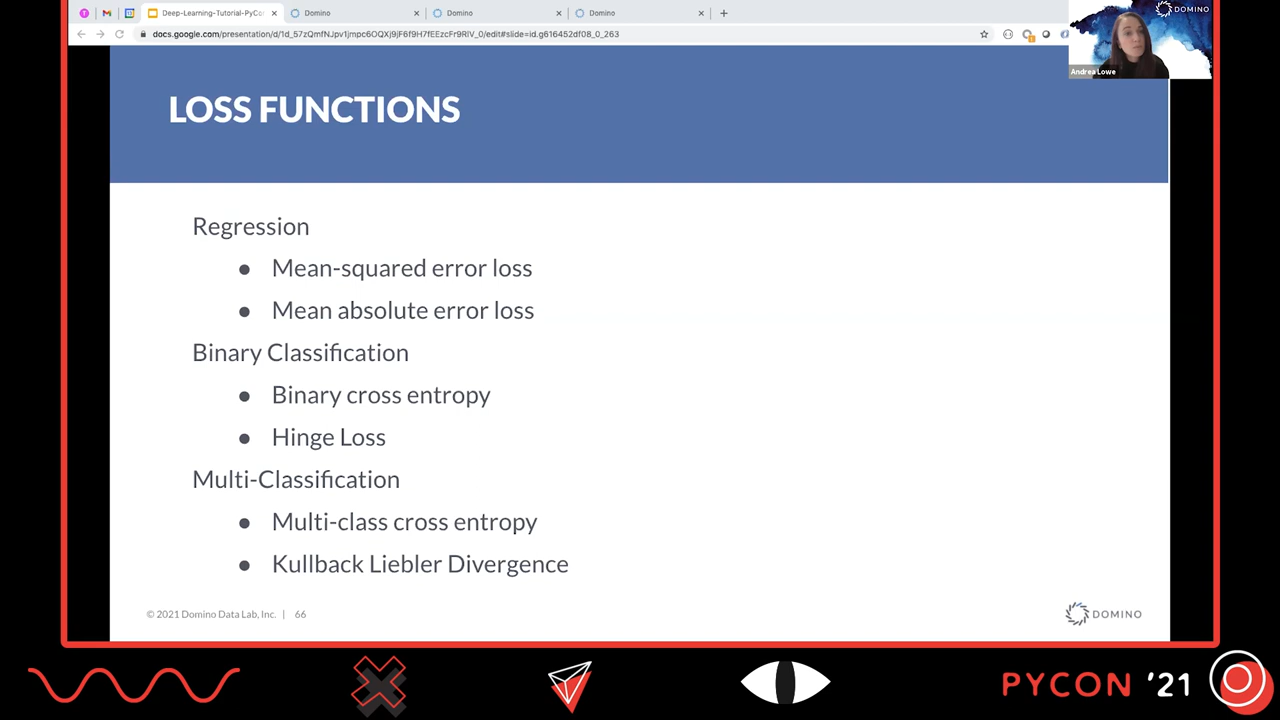 Deep-Learning-Tutorial-PyCo
Domino
Domino
Domino
docs.google.com/presentation/d/1d_57zQmfNJpv1jmpc6OQXj9jF6f9H7fEEzcFr9RlV_0/edit#slide=id.g616452df08_0_263
DOMINO
Andrea Lowe
LOSS FUNCTIONS
Regression
● Mean-squared error loss
● Mean absolute error loss
Binary Classification
● Binary cross entropy
● Hinge Loss
Multi-Classification
● Multi-class cross entropy
● Kullback Liebler Divergence
© 2021 Domino Data Lab, Inc. | 66
DOMINO
PYCON '21